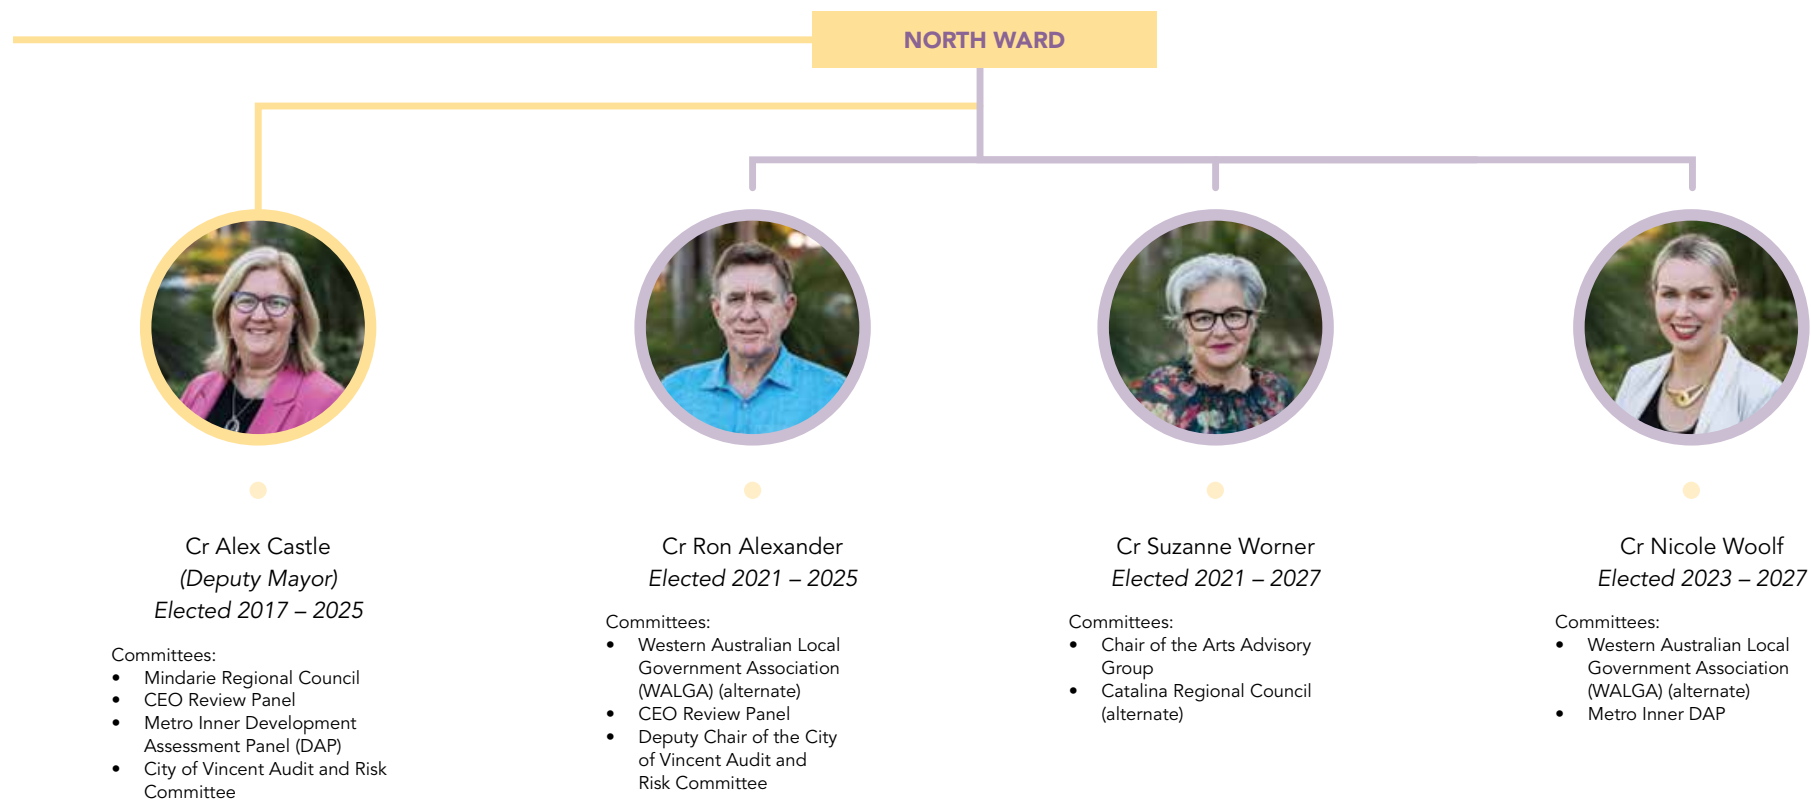 NORTH WARD
Cr Alex Castle
(Deputy Mayor)
Elected 2017 – 2025
Committees:
• Mindarie Regional Council
• CEO Review Panel
• Metro Inner Development
Assessment Panel (DAP)
• City of Vincent Audit and Risk
Committee
Cr Ron Alexander
Elected 2021 – 2025
Committees:
• Western Australian Local
Government Association
(WALGA) (alternate)
• CEO Review Panel
• Deputy Chair of the City
of Vincent Audit and
Risk Committee
Cr Suzanne Worner
Elected 2021 – 2027
Committees:
• Chair of the Arts Advisory
Group
• Catalina Regional Council
(alternate)
Cr Nicole Woolf
Elected 2023 – 2027
Committees:
• Western Australian Local
Government Association
(WALGA) (alternate)
• Metro Inner DAP